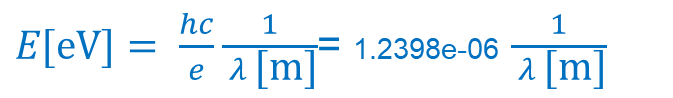 E[eV] = hc/e 1/λ [m] = 1.2398e-06 1/λ [m]